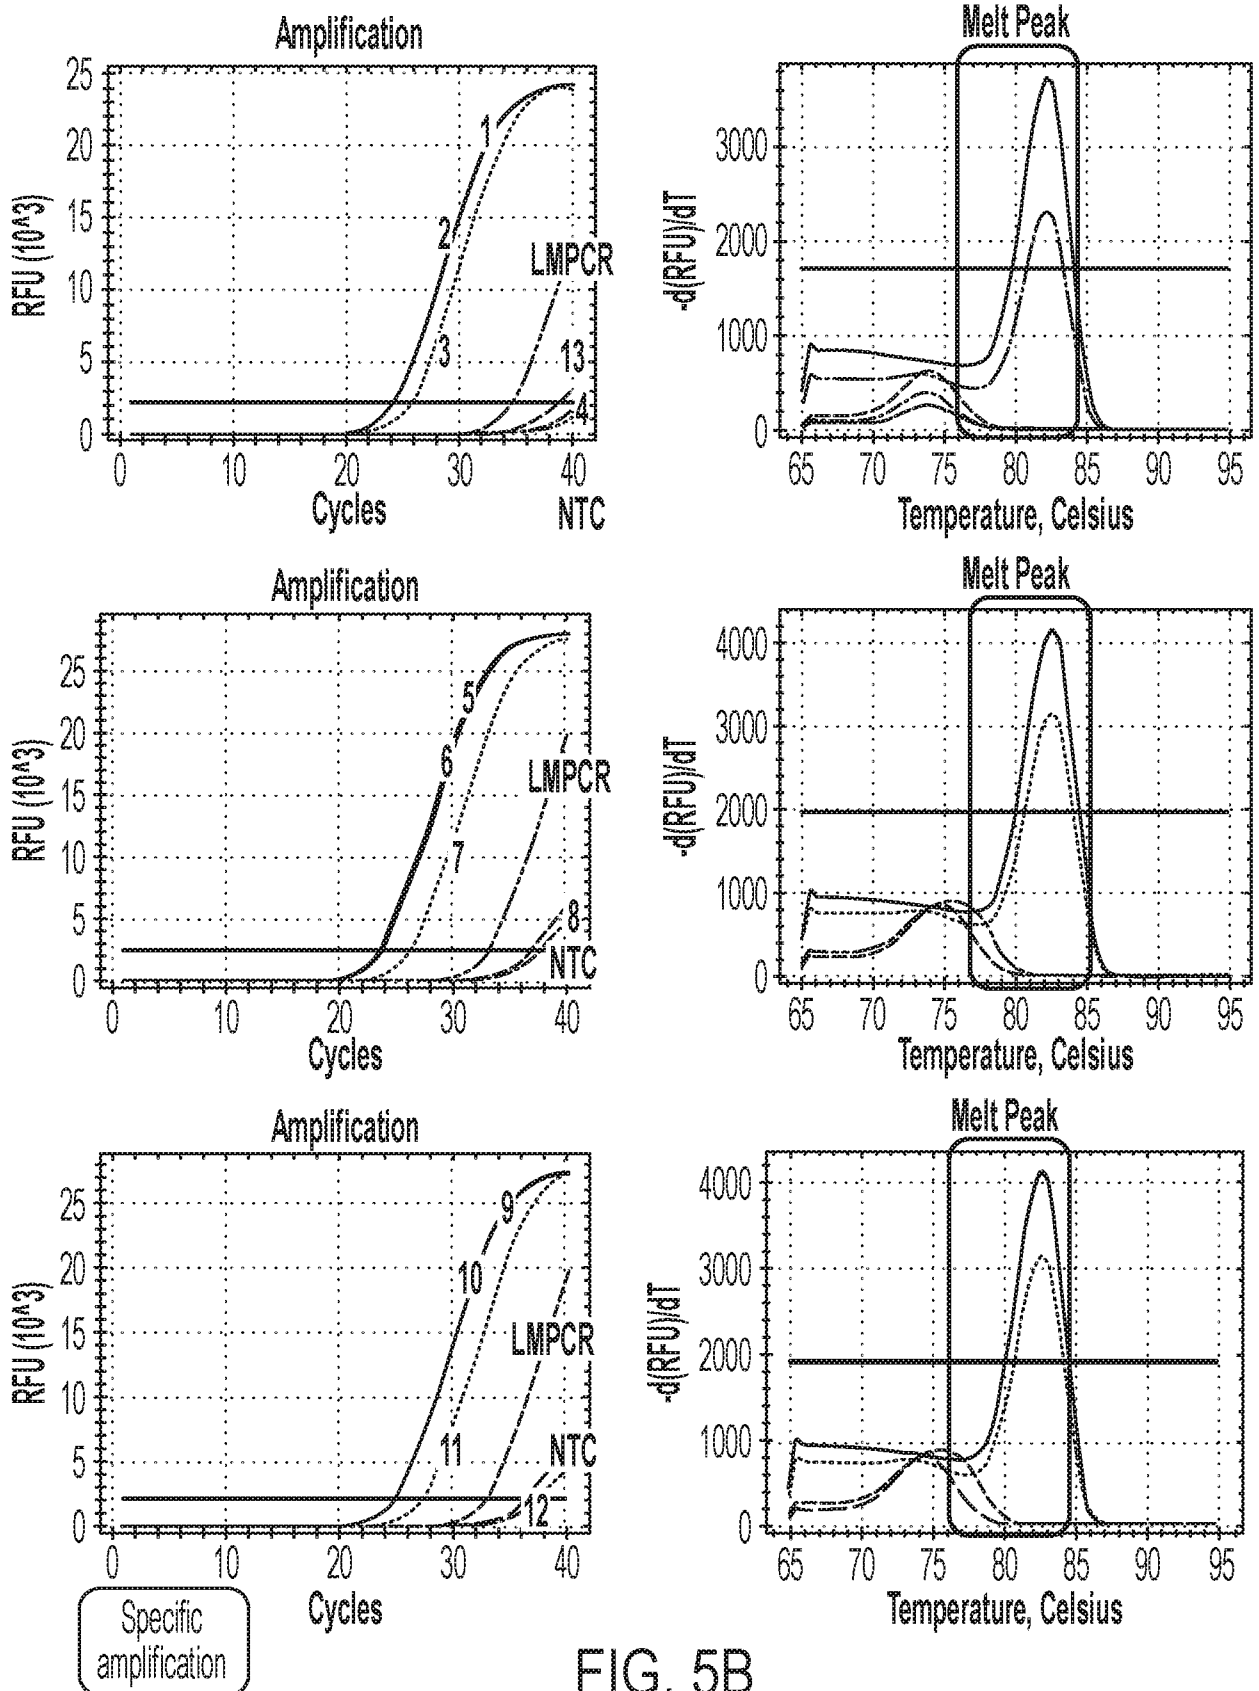 Amplification
RFU (10^3)
25
20
15
10
5
0
1
2
3
LMPCR
13
4
0 10 20 30 40
Cycles
NTC
Melt Peak
-d(RFU)/dT
3000
2000
1000
0
65 70 75 80 85 90 95
Temperature, Celsius
Amplification
RFU (10^3)
25
20
15
10
5
0
5
6
7
LMPCR
8
NTC
0 10 20 30 40
Cycles
Melt Peak
-d(RFU)/dT
4000
3000
2000
1000
0
65 70 75 80 85 90 95
Temperature, Celsius
Amplification
RFU (10^3)
25
20
15
10
5
0
9
10
11
LMPCR
NTC
12
0 10 20 30 40
Cycles
Melt Peak
-d(RFU)/dT
4000
3000
2000
1000
0
65 70 75 80 85 90 95
Temperature, Celsius
Specific
amplification
FIG. 5B